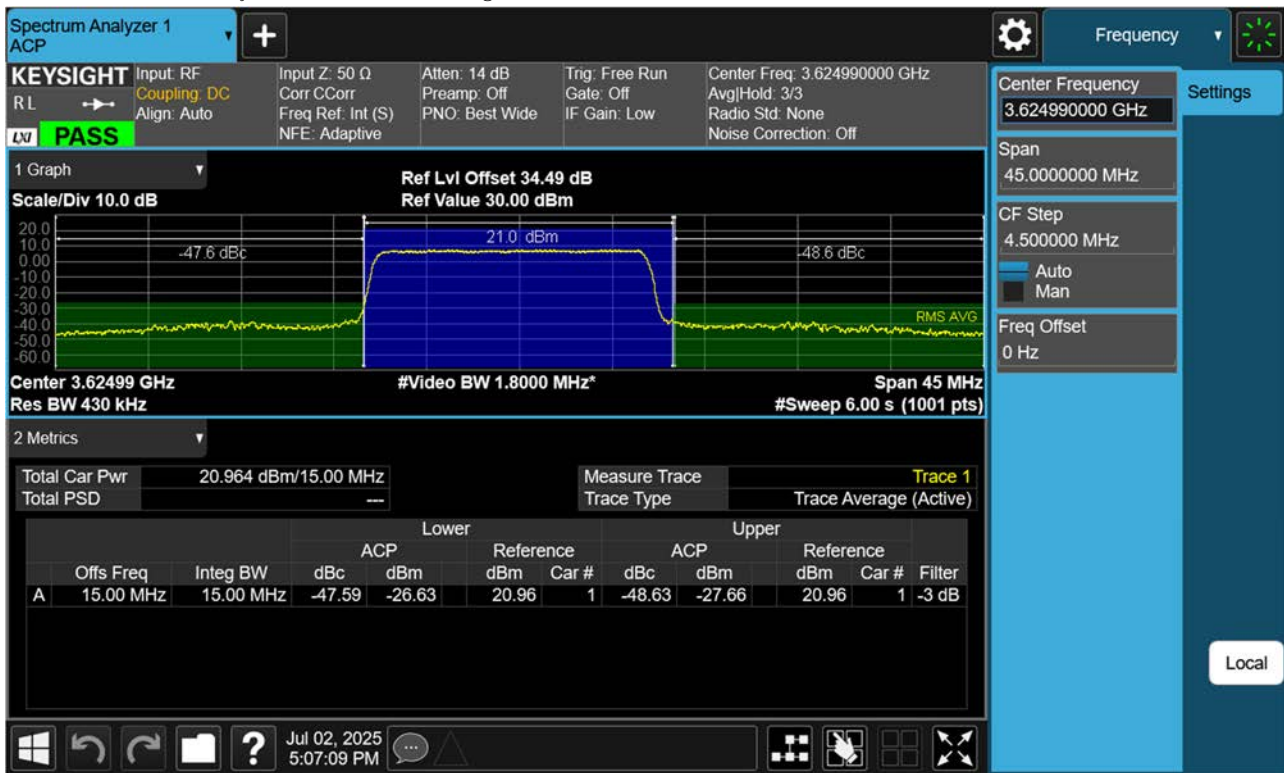 Spectrum Analyzer 1
ACP
Frequency
KEYSIGHT
R L
LXI PASS
Input: RF
Coupling: DC
Align: Auto
Input Z: 50 Ω
Corr CCorr
Freq Ref: Int (S)
NFE: Adaptive
Atten: 14 dB
Preamp: Off
PNO: Best Wide
Trig: Free Run
Gate: Off
IF Gain: Low
Center Freq: 3.624990000 GHz
Avg|Hold: 3/3
Radio Std: None
Noise Correction: Off
Center Frequency
3.624990000 GHz
Settings
Span
45.0000000 MHz
CF Step
4.500000 MHz
Auto
Man
Freq Offset
0 Hz
1 Graph
Scale/Div 10.0 dB
Ref Lvl Offset 34.49 dB
Ref Value 30.00 dBm
20.0
10.0
0.00
-10.0
-20.0
-30.0
-40.0
-50.0
-60.0
-47.6 dBc
21.0 dBm
-48.6 dBc
RMS AVG
Center 3.62499 GHz
#Video BW 1.8000 MHz*
Span 45 MHz
Res BW 430 kHz
#Sweep 6.00 s (1001 pts)
2 Metrics
Total Car Pwr 20.964 dBm/15.00 MHz
Total PSD ---
Measure Trace Trace 1
Trace Type Trace Average (Active)
Lower Upper
ACP Reference ACP Reference
Offs Freq Integ BW dBc dBm dBm Car # dBc dBm dBm Car # Filter
A 15.00 MHz 15.00 MHz -47.59 -26.63 20.96 1 -48.63 -27.66 20.96 1 -3 dB
Local
?
Jul 02, 2025
5:07:09 PM